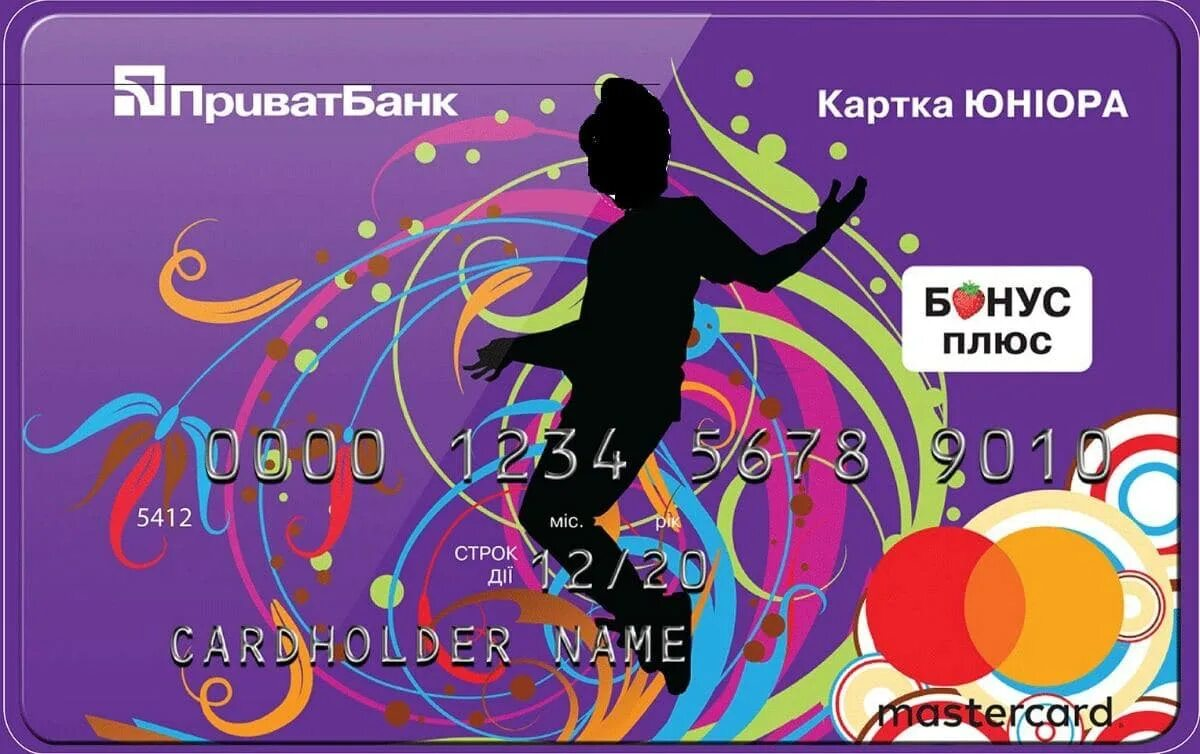 ПриватБанк
Картка ЮНІОРА
БОНУС
ПЛЮС
0000 1234 5678 9010
5412
міс. рік
СТРОК
ДІЇ
12/20
CARDHOLDER NAME
mastercard.